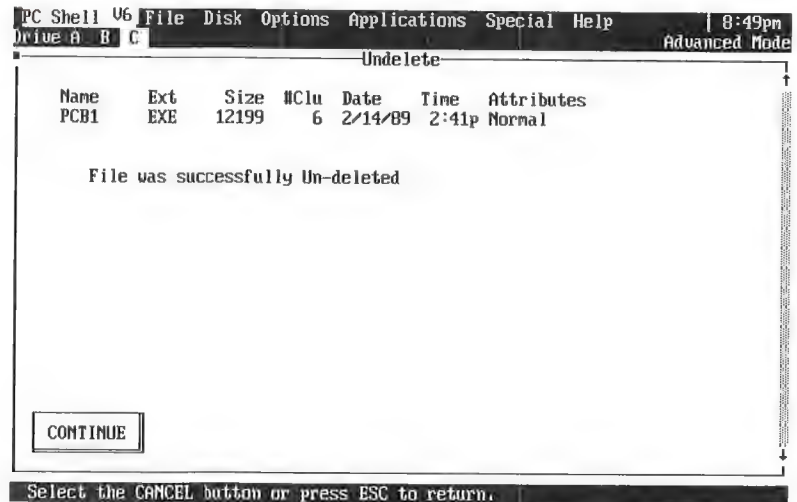 PC Shell V6 File Disk Options Applications Special Help 8:49pm
Drive A B C Advanced Mode
Undelete
Name Ext Size #Clu Date Time Attributes
PCB1 EXE 12199 6 2/14/89 2:41p Normal
File was successfully Un-deleted
CONTINUE
Select the CANCEL button or press ESC to return.